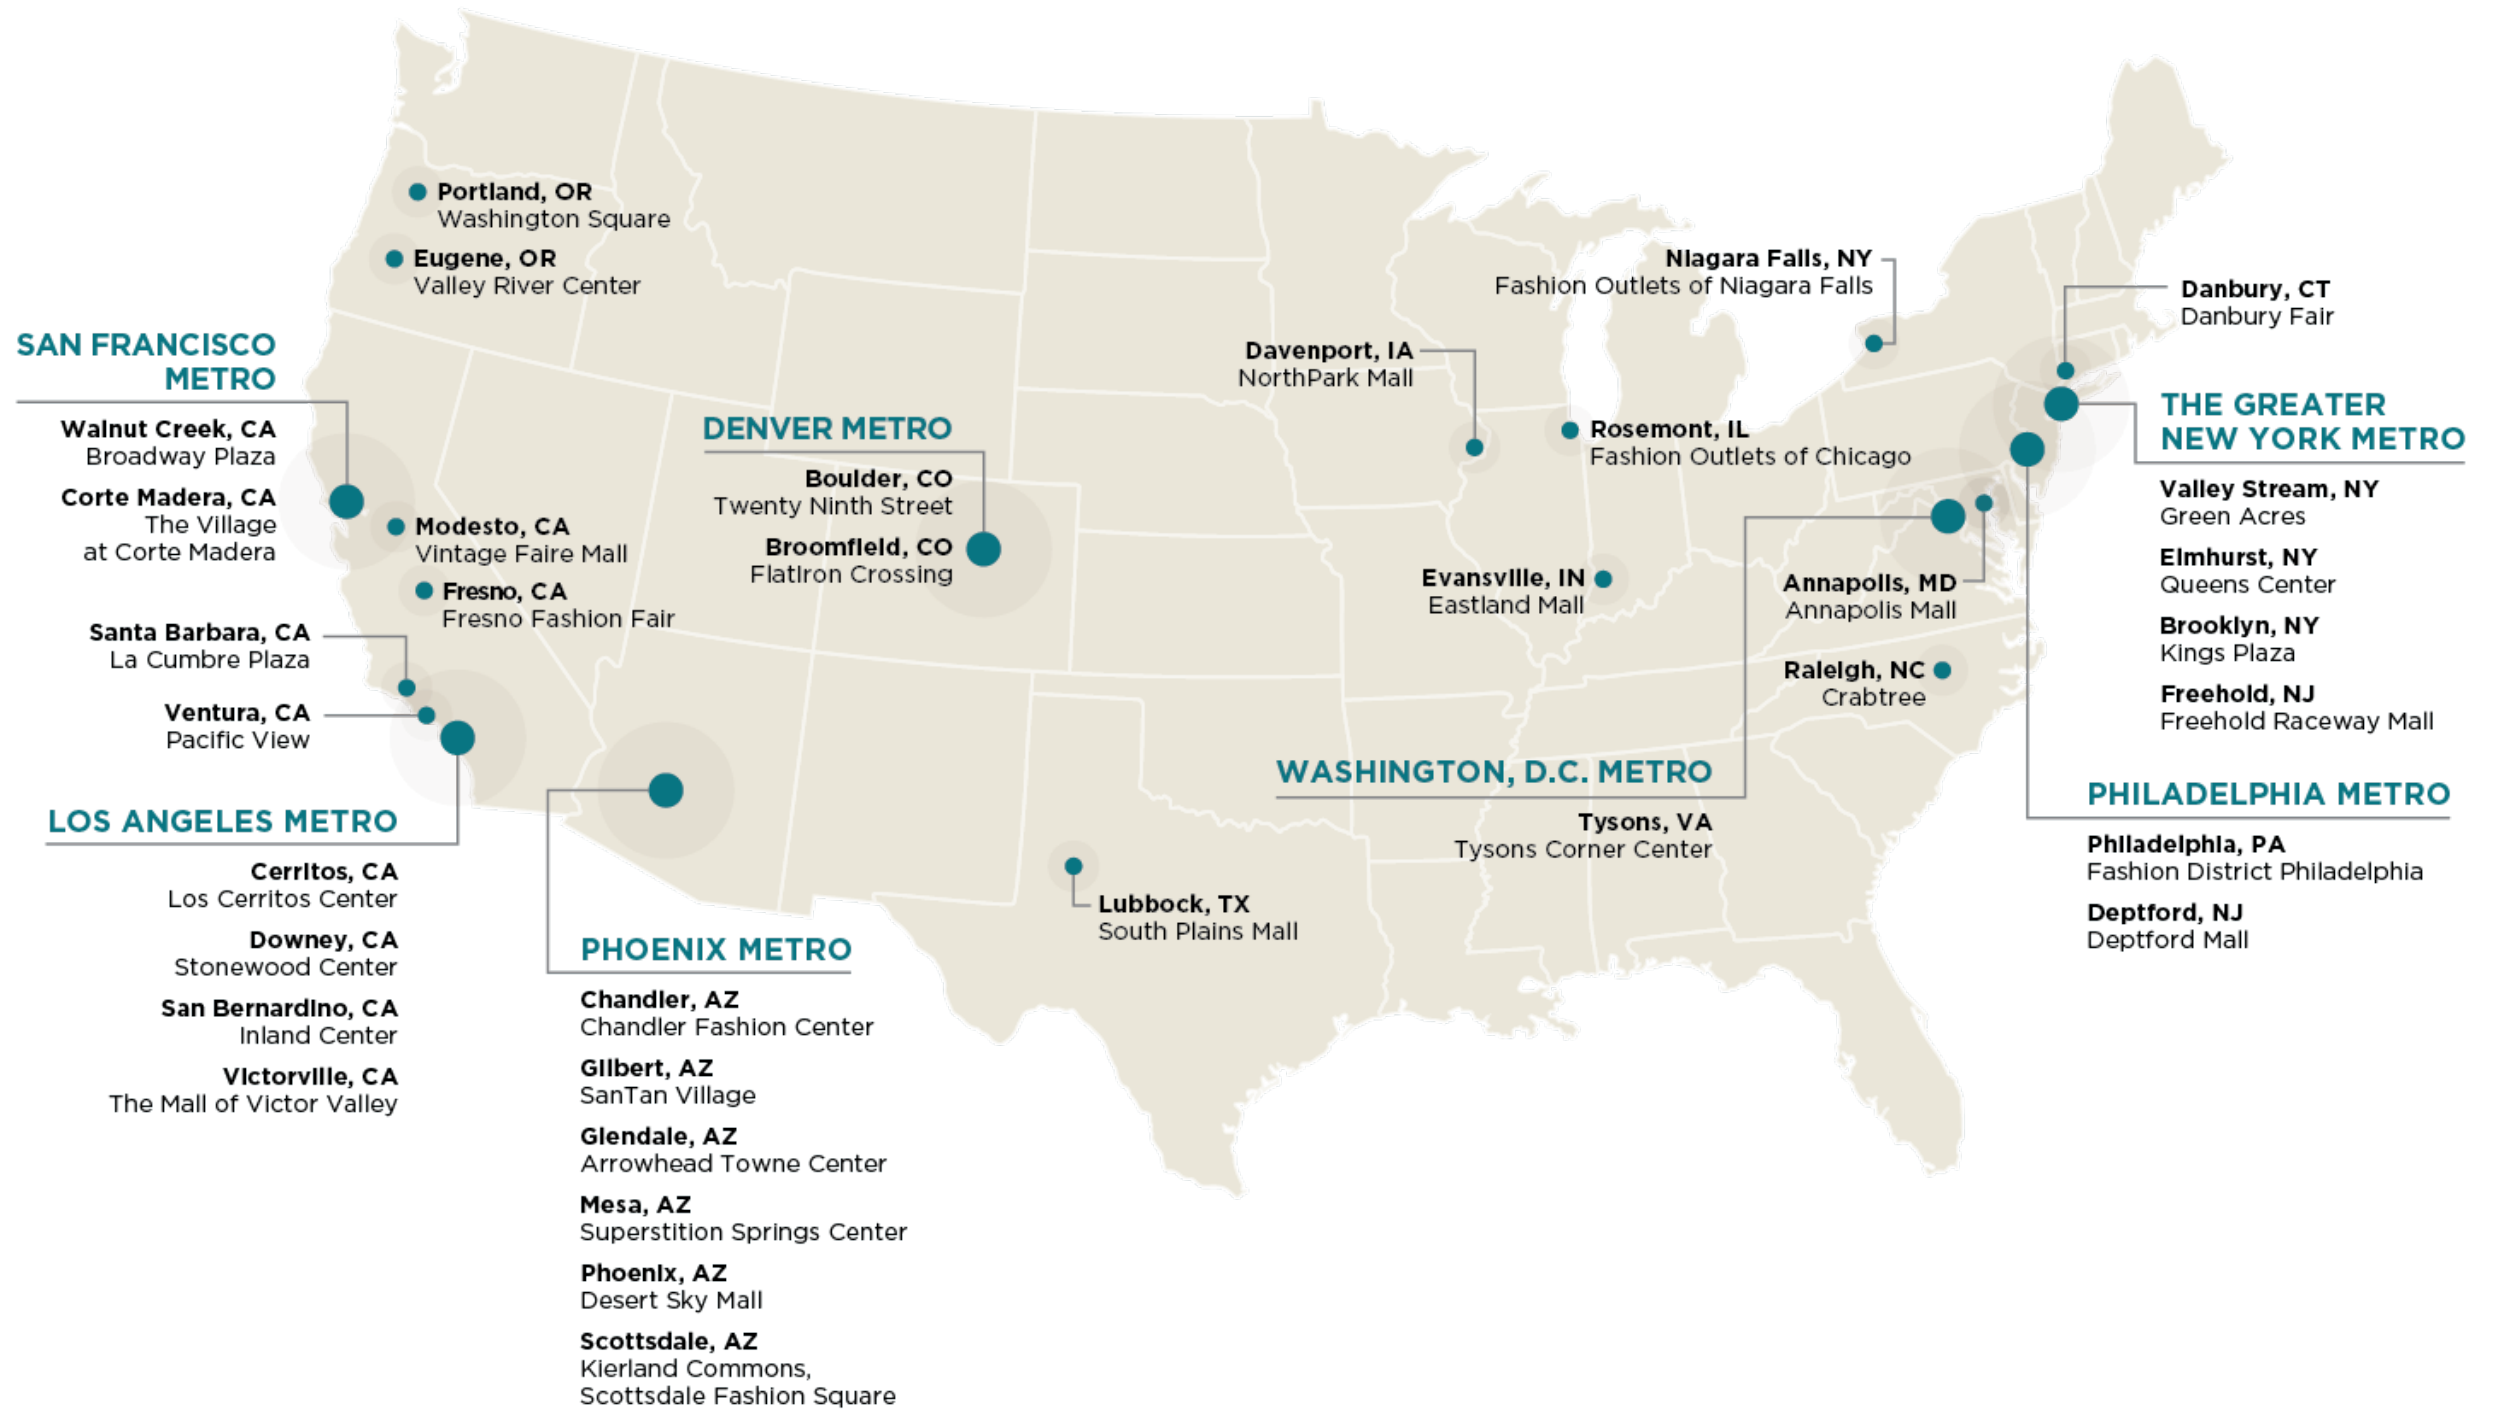 Portland, OR
Washington Square
Eugene, OR
Valley River Center
SAN FRANCISCO
METRO
Walnut Creek, CA
Broadway Plaza
Corte Madera, CA
The Village
at Corte Madera
Modesto, CA
Vintage Faire Mall
Fresno, CA
Fresno Fashion Fair
Santa Barbara, CA
La Cumbre Plaza
Ventura, CA
Pacific View
LOS ANGELES METRO
Cerritos, CA
Los Cerritos Center
Downey, CA
Stonewood Center
San Bernardino, CA
Inland Center
Victorville, CA
The Mall of Victor Valley
DENVER METRO
Boulder, CO
Twenty Ninth Street
Broomfield, CO
FlatIron Crossing
PHOENIX METRO
Chandler, AZ
Chandler Fashion Center
Gilbert, AZ
SanTan Village
Glendale, AZ
Arrowhead Towne Center
Mesa, AZ
Superstition Springs Center
Phoenix, AZ
Desert Sky Mall
Scottsdale, AZ
Kierland Commons,
Scottsdale Fashion Square
Lubbock, TX
South Plains Mall
Davenport, IA
NorthPark Mall
Rosemont, IL
Fashion Outlets of Chicago
Evansville, IN
Eastland Mall
Niagara Falls, NY
Fashion Outlets of Niagara Falls
Annapolis, MD
Annapolis Mall
Raleigh, NC
Crabtree
WASHINGTON, D.C. METRO
Tysons, VA
Tysons Corner Center
Danbury, CT
Danbury Fair
THE GREATER
NEW YORK METRO
Valley Stream, NY
Green Acres
Elmhurst, NY
Queens Center
Brooklyn, NY
Kings Plaza
Freehold, NJ
Freehold Raceway Mall
PHILADELPHIA METRO
Philadelphia, PA
Fashion District Philadelphia
Deptford, NJ
Deptford Mall